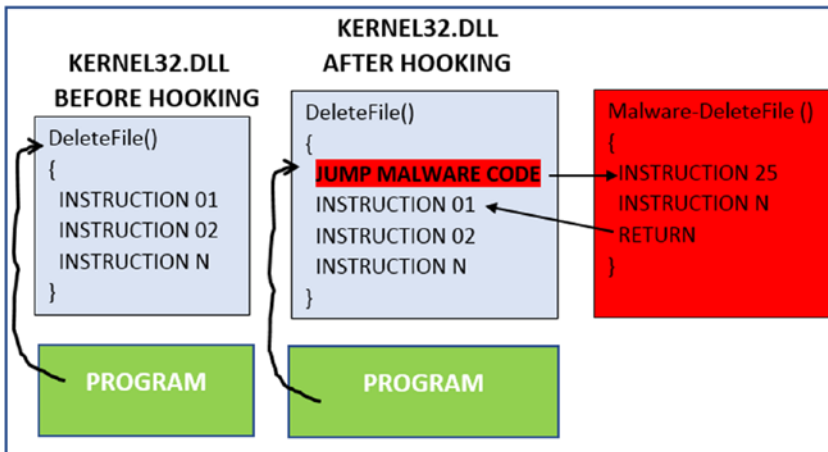 KERNEL32.DLL
BEFORE HOOKING
DeleteFile()
{
INSTRUCTION 01
INSTRUCTION 02
INSTRUCTION N
}
PROGRAM
KERNEL32.DLL
AFTER HOOKING
DeleteFile()
{
JUMP MALWARE CODE
INSTRUCTION 01
INSTRUCTION 02
INSTRUCTION N
}
PROGRAM
Malware-DeleteFile ()
{
INSTRUCTION 25
INSTRUCTION N
RETURN
}